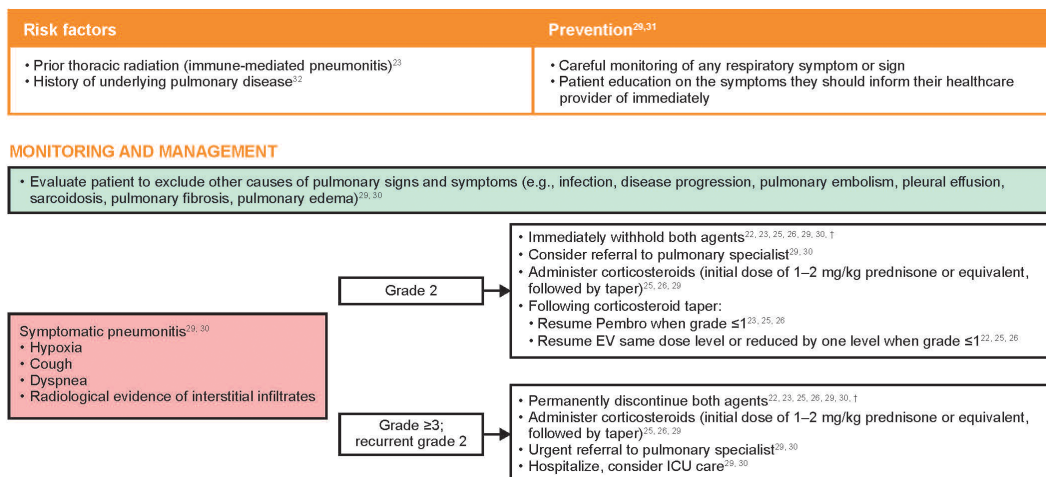 Risk factors
Prevention29,31
• Prior thoracic radiation (immune-mediated pneumonitis)23
• History of underlying pulmonary disease32
• Careful monitoring of any respiratory symptom or sign
• Patient education on the symptoms they should inform their healthcare
provider of immediately
MONITORING AND MANAGEMENT
• Evaluate patient to exclude other causes of pulmonary signs and symptoms (e.g., infection, disease progression, pulmonary embolism, pleural effusion,
sarcoidosis, pulmonary fibrosis, pulmonary edema)29, 30
Symptomatic pneumonitis29, 30
• Hypoxia
• Cough
• Dyspnea
• Radiological evidence of interstitial infiltrates
Grade 2
• Immediately withhold both agents22, 23, 25, 26, 29, 30, †
• Consider referral to pulmonary specialist29, 30
• Administer corticosteroids (initial dose of 1–2 mg/kg prednisone or equivalent,
followed by taper)25, 26, 29
• Following corticosteroid taper:
• Resume Pembro when grade ≤123, 25, 26
• Resume EV same dose level or reduced by one level when grade ≤122, 25, 26
Grade ≥3;
recurrent grade 2
• Permanently discontinue both agents22, 23, 25, 26, 29, 30, †
• Administer corticosteroids (initial dose of 1–2 mg/kg prednisone or equivalent,
followed by taper)25, 26, 29
• Urgent referral to pulmonary specialist29, 30
• Hospitalize, consider ICU care29, 30